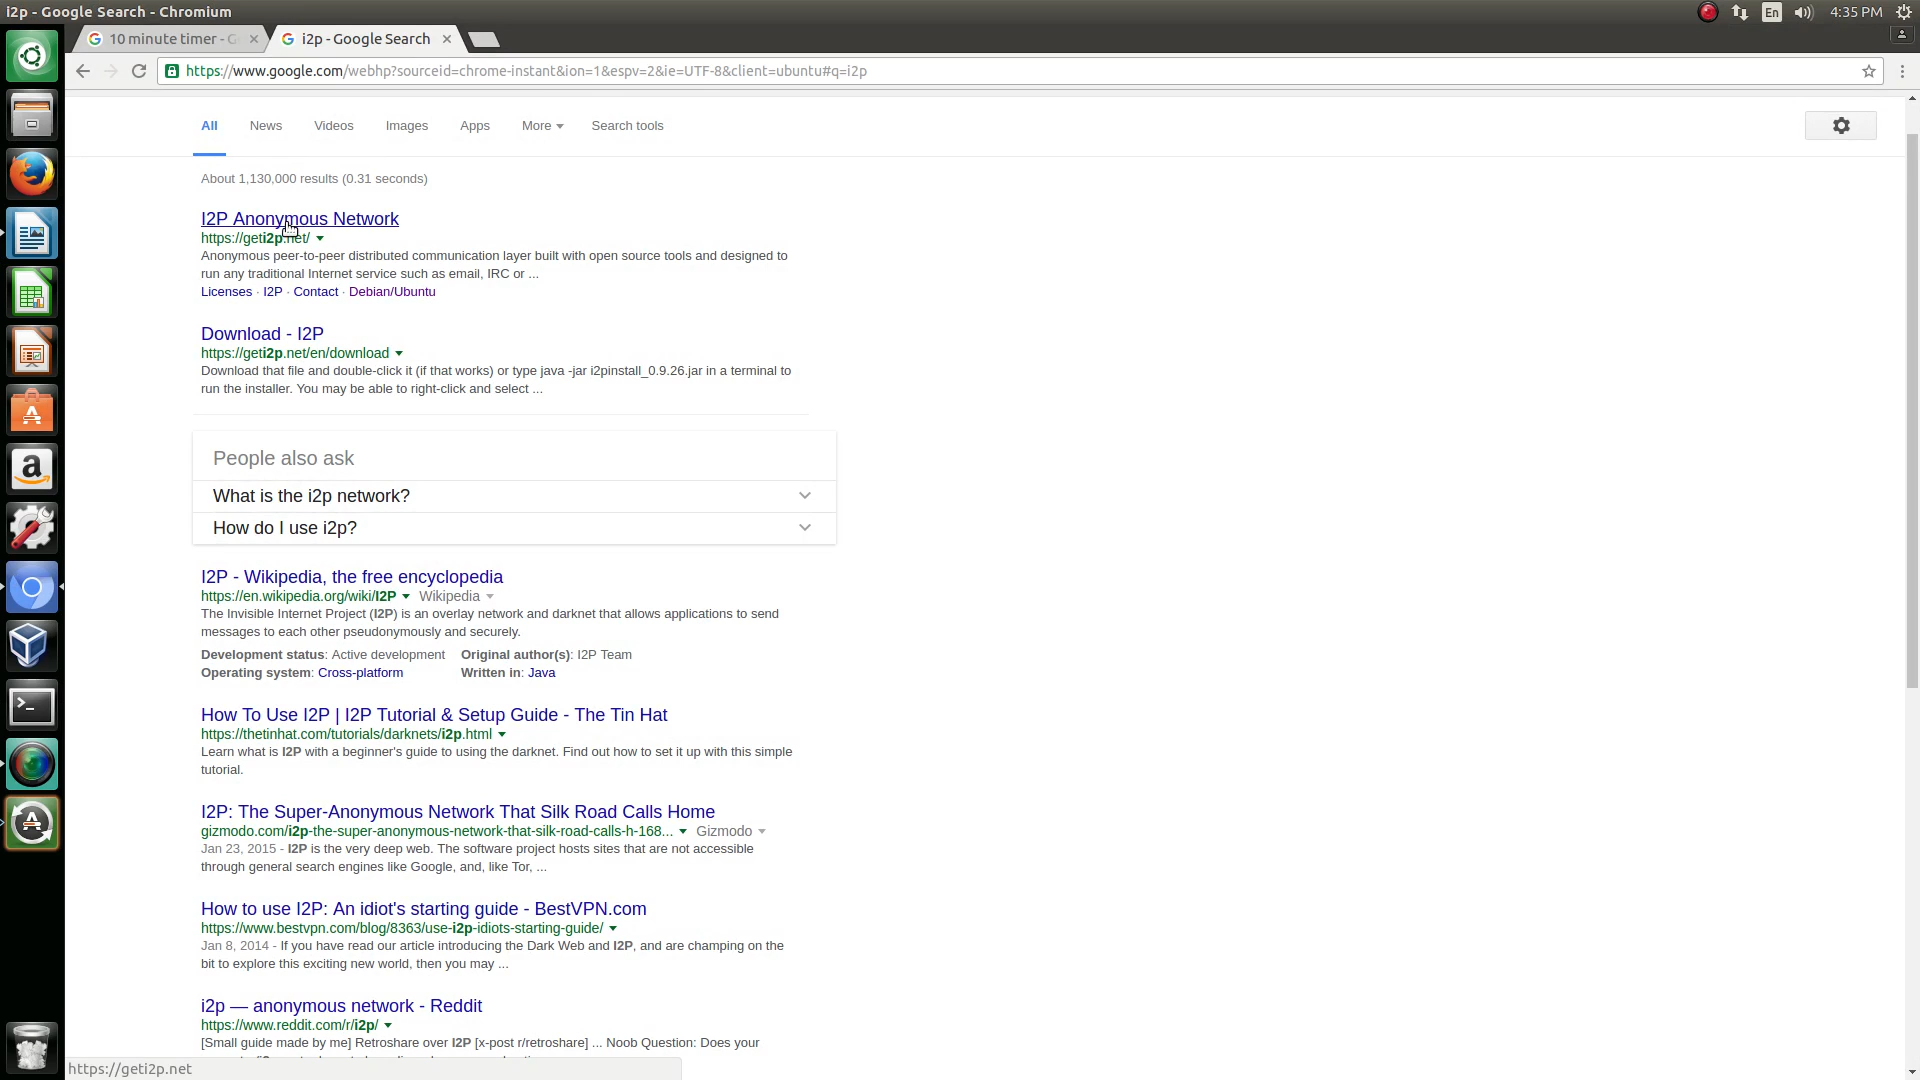 i2p - Google Search - Chromium
En
4:35 PM
10 minute timer - G
i2p - Google Search
https://www.google.com/webhp?sourceid=chrome-instant&ion=1&espv=2&ie=UTF-8&client=ubuntu#q=i2p
All News Videos Images Apps More Search tools
About 1,130,000 results (0.31 seconds)
I2P Anonymous Network
https://geti2p.net/
Anonymous peer-to-peer distributed communication layer built with open source tools and designed to
run any traditional Internet service such as email, IRC or ...
Licenses · I2P · Contact · Debian/Ubuntu
Download - I2P
https://geti2p.net/en/download
Download that file and double-click it (if that works) or type java -jar i2pinstall_0.9.26.jar in a terminal to
run the installer. You may be able to right-click and select ...
People also ask
What is the i2p network?
How do I use i2p?
I2P - Wikipedia, the free encyclopedia
https://en.wikipedia.org/wiki/I2P Wikipedia
The Invisible Internet Project (I2P) is an overlay network and darknet that allows applications to send
messages to each other pseudonymously and securely.
Development status: Active development Original author(s): I2P Team
Operating system: Cross-platform Written in: Java
How To Use I2P | I2P Tutorial & Setup Guide - The Tin Hat
https://thetinhat.com/tutorials/darknets/i2p.html
Learn what is I2P with a beginner's guide to using the darknet. Find out how to set it up with this simple
tutorial.
I2P: The Super-Anonymous Network That Silk Road Calls Home
gizmodo.com/i2p-the-super-anonymous-network-that-silk-road-calls-h-168... Gizmodo
Jan 23, 2015 - I2P is the very deep web. The software project hosts sites that are not accessible
through general search engines like Google, and, like Tor, ...
How to use I2P: An idiot's starting guide - BestVPN.com
https://www.bestvpn.com/blog/8363/use-i2p-idiots-starting-guide/
Jan 8, 2014 - If you have read our article introducing the Dark Web and I2P, and are champing on the
bit to explore this exciting new world, then you may ...
i2p — anonymous network - Reddit
https://www.reddit.com/r/i2p/
[Small guide made by me] Retroshare over I2P [x-post r/retroshare] ... Noob Question: Does your
https://geti2p.net